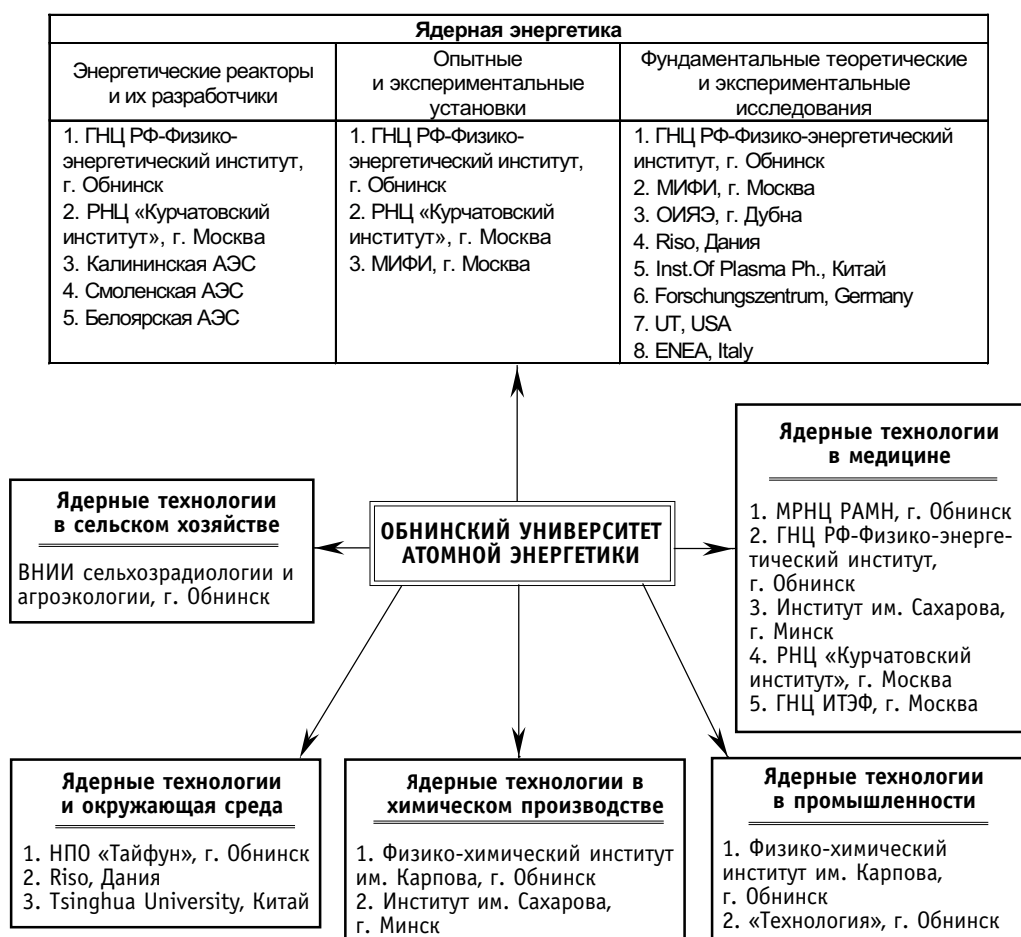 Ядерная энергетика
Энергетические реакторы
и их разработчики
Опытные
и экспериментальные
установки
Фундаментальные теоретические
и экспериментальные
исследования
1. ГНЦ РФ-Физико-
энергетический институт,
г. Обнинск
2. РНЦ «Курчатовский
институт», г. Москва
3. Калининская АЭС
4. Смоленская АЭС
5. Белоярская АЭС
1. ГНЦ РФ-Физико-
энергетический институт,
г. Обнинск
2. РНЦ «Курчатовский
институт», г. Москва
3. МИФИ, г. Москва
1. ГНЦ РФ-Физико-энергетический
институт, г. Обнинск
2. МИФИ, г. Москва
3. ОИЯЭ, г. Дубна
4. Riso, Дания
5. Inst.Of Plasma Ph., Китай
6. Forschungszentrum, Germany
7. UT, USA
8. ENEA, Italy
Ядерные технологии
в сельском хозяйстве
ВНИИ сельхозрадиологии и
агроэкологии, г. Обнинск
ОБНИНСКИЙ УНИВЕРСИТЕТ
АТОМНОЙ ЭНЕРГЕТИКИ
Ядерные технологии
в медицине
1. МРНЦ РАМН, г. Обнинск
2. ГНЦ РФ-Физико-энерге-
тический институт,
г. Обнинск
3. Институт им. Сахарова,
г. Минск
4. РНЦ «Курчатовский
институт», г. Москва
5. ГНЦ ИТЭФ, г. Москва
Ядерные технологии
и окружающая среда
1. НПО «Тайфун», г. Обнинск
2. Riso, Дания
3. Tsinghua University, Китай
Ядерные технологии в
химическом производстве
1. Физико-химический институт
им. Карпова, г. Обнинск
2. Институт им. Сахарова,
г. Минск
Ядерные технологии
в промышленности
1. Физико-химический
институт им. Карпова,
г. Обнинск
2. «Технология», г. Обнинск